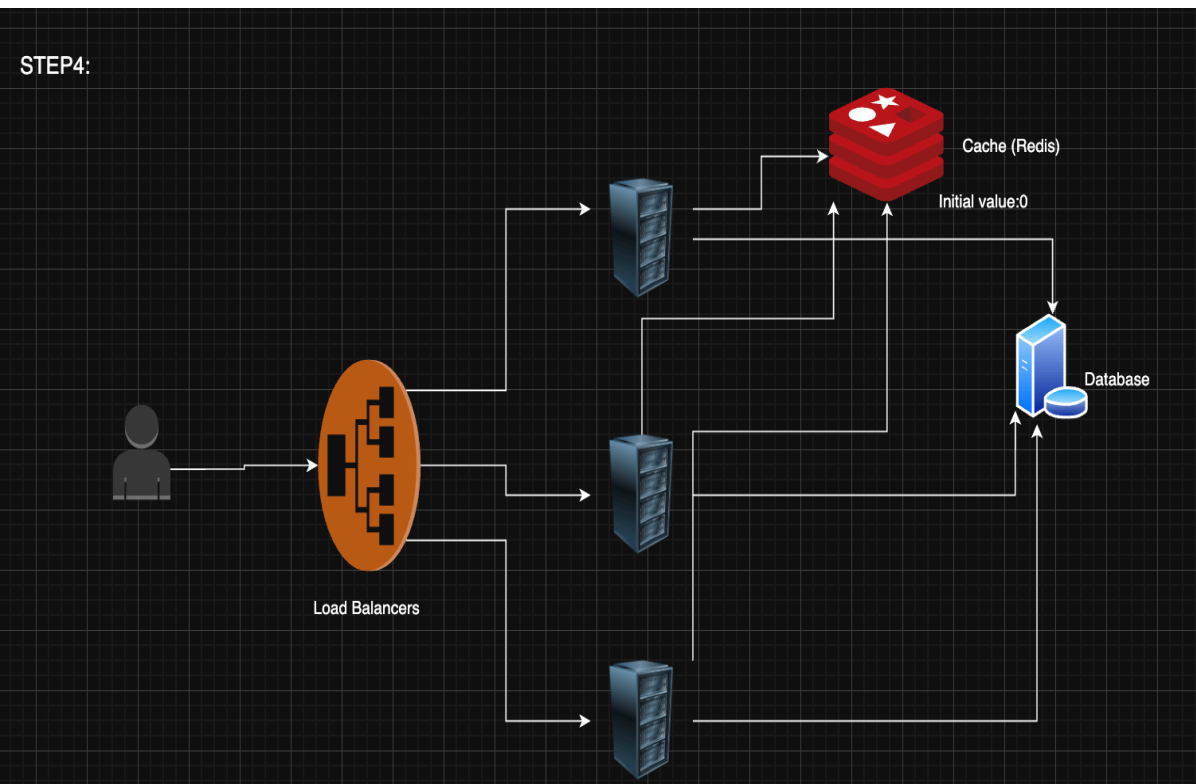 STEP4:
Cache (Redis)
Initial value:0
Database
Load Balancers